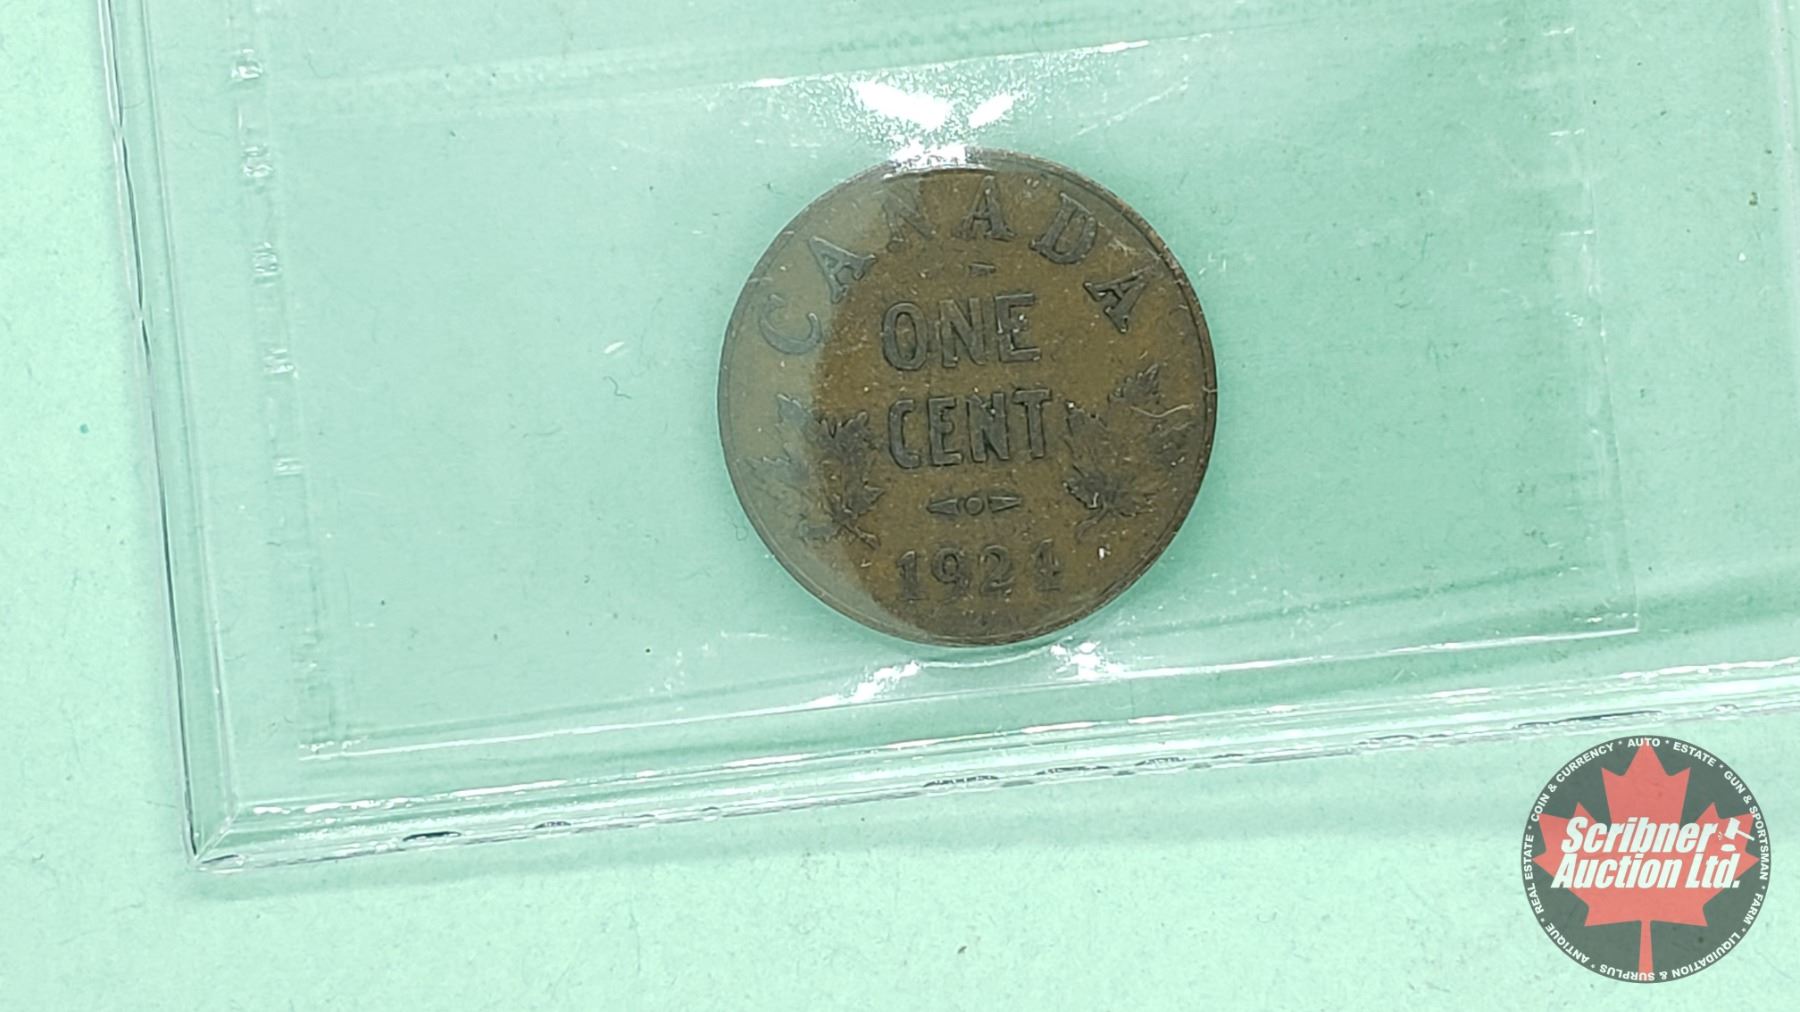 CANADA
ONE
CENT
1924
COIN & CURRENCY * AUTO * ESTATE * GUN & SPORTSMAN * FARM * LIQUIDATION & SURPLUS * ANTIQUE * REAL ESTATE *
Scribner
Auction Ltd.